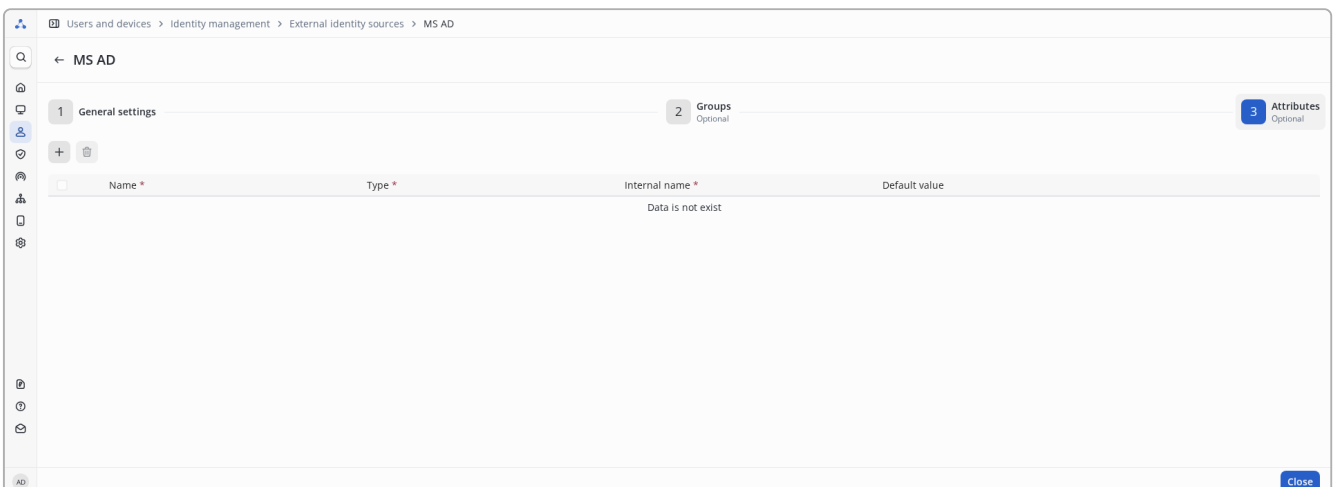 Users and devices > Identity management > External identity sources > MS AD
← MS AD
1 General settings
2 Groups
Optional
3 Attributes
Optional
Name * Type * Internal name * Default value
Data is not exist
AD
Close